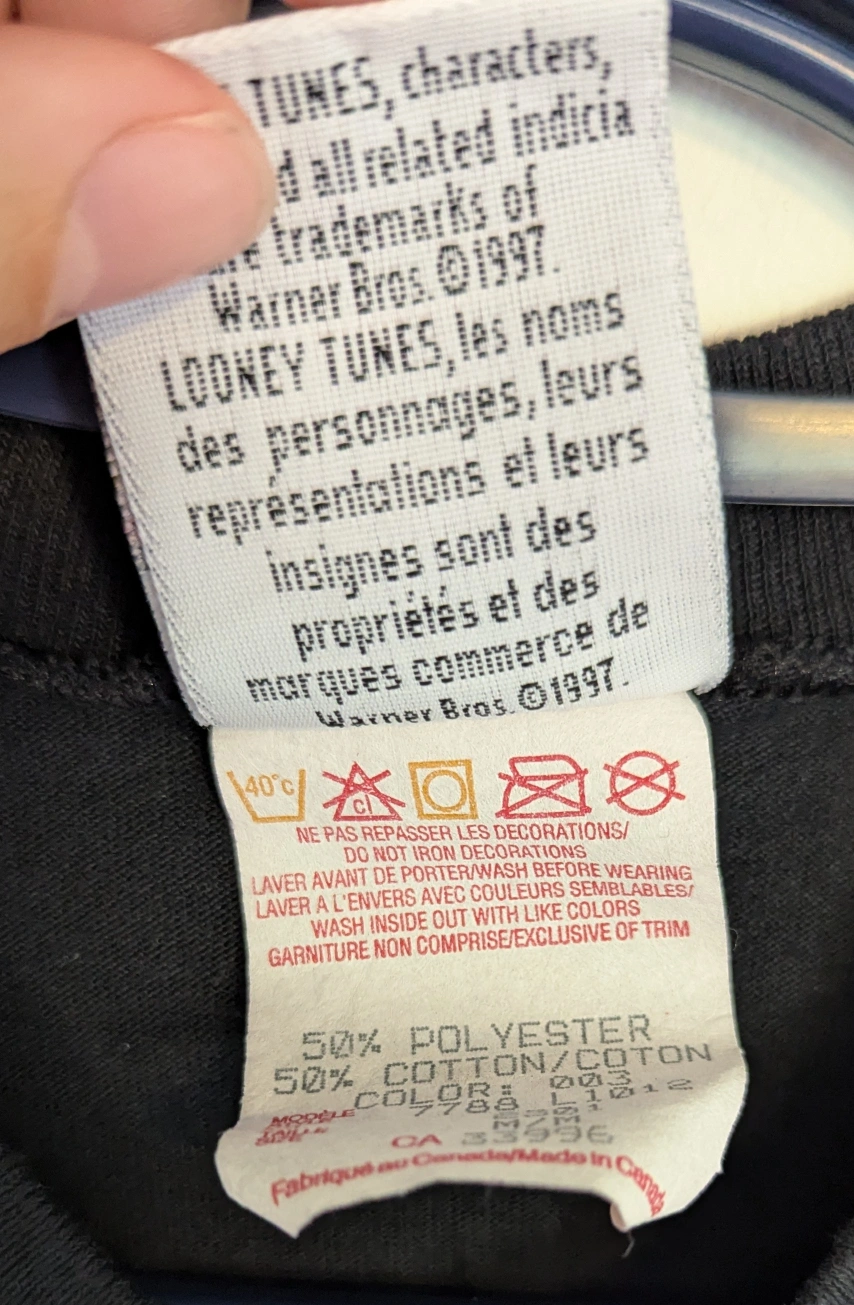 TUNES, characters,
d all related indicia
trademarks of
Warner Bros. ©1997.
LOONEY TUNES, les noms
des personnages, leurs
représentations et leurs
insignes sont des
propriétés et des
marques commerce de
Warner Bros. ©1997.
40°c cl
NE PAS REPASSER LES DECORATIONS/
DO NOT IRON DECORATIONS
LAVER AVANT DE PORTER/WASH BEFORE WEARING
LAVER A L'ENVERS AVEC COULEURS SEMBLABLES/
WASH INSIDE OUT WITH LIKE COLORS
GARNITURE NON COMPRISE/EXCLUSIVE OF TRIM
50% POLYESTER
50% COTTON/COTON
COLOR: 003
MODÈLE 7788
CA
Fabriqué au Canada/Made in Canada